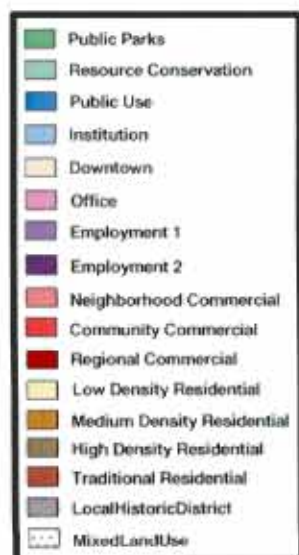 Public Parks
Resource Conservation
Public Use
Institution
Downtown
Office
Employment 1
Employment 2
Neighborhood Commercial
Community Commercial
Regional Commercial
Low Density Residential
Medium Density Residential
High Density Residential
Traditional Residential
LocalHistoricDistrict
MixedLandUse